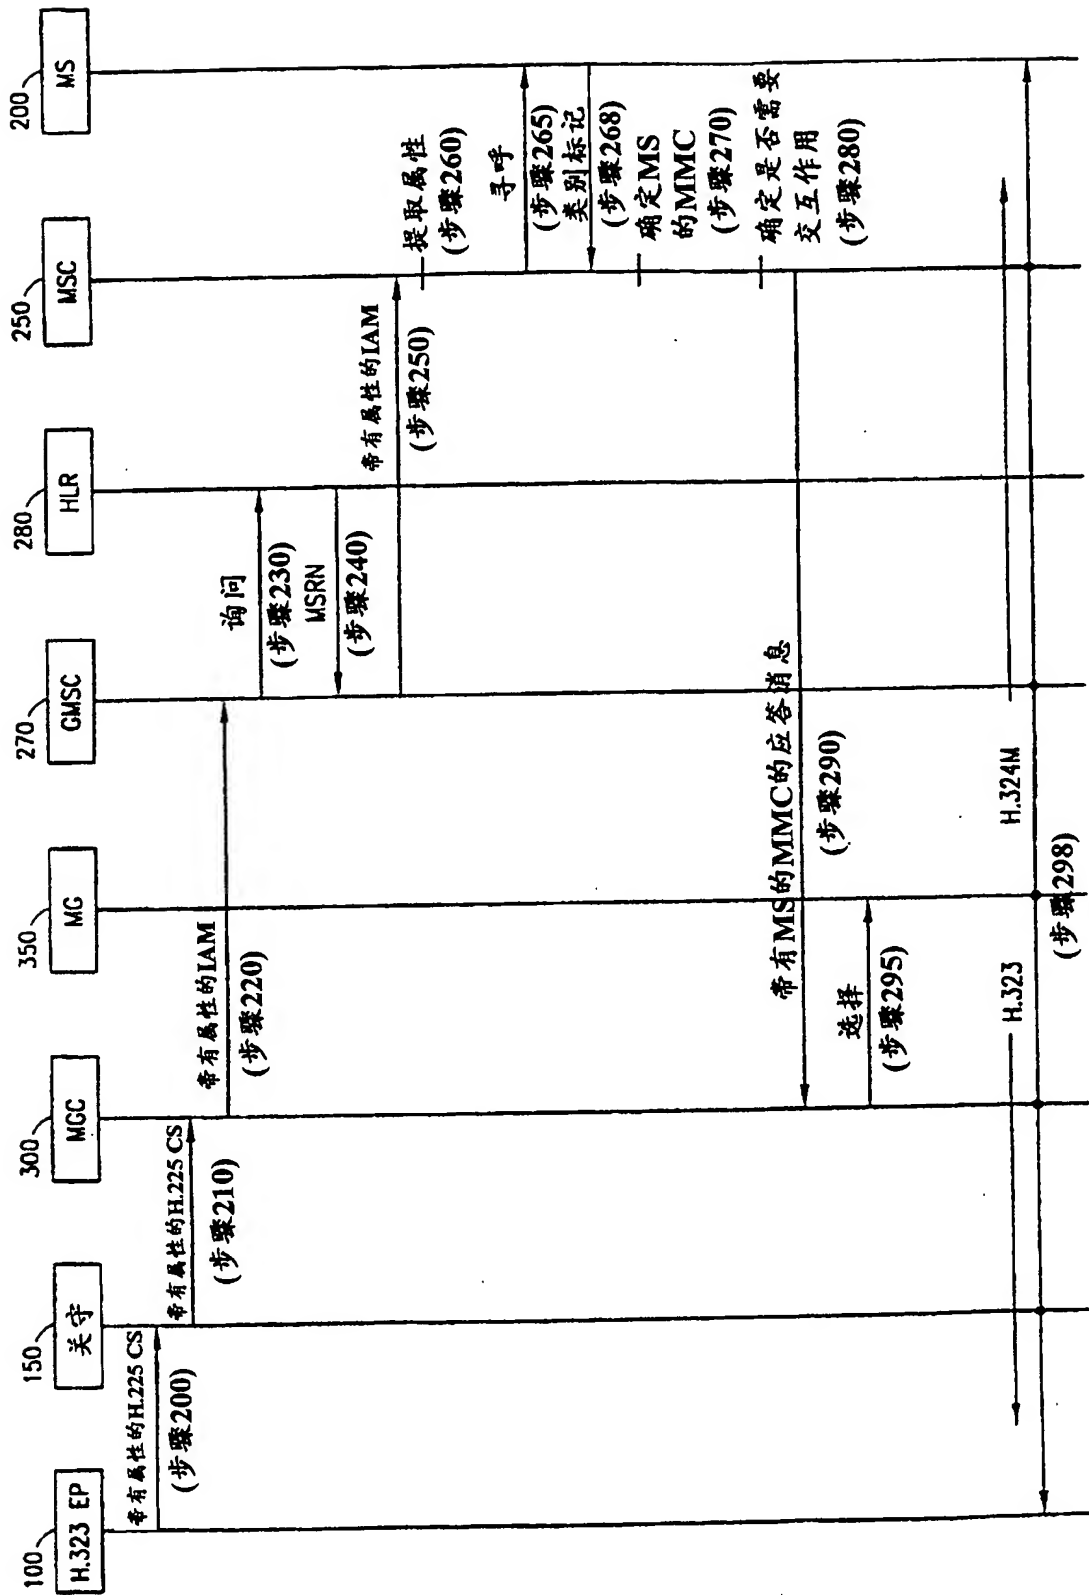 100
H.323 EP
150
关守
300
MGC
350
MG
270
GMSC
280
HLR
250
MSC
200
MS
带有属性的H.225 CS
(步骤200)
带有属性的H.225 CS
(步骤210)
带有属性的IAM
(步骤220)
询问
(步骤230)
MSRN
(步骤240)
带有属性的IAM
(步骤250)
提取属性
(步骤260)
寻呼
(步骤265)
类别标记
(步骤268)
确定MS
的MMC
(步骤270)
确定是否需要
交互作用
(步骤280)
带有MS的MMC的应答消息
(步骤290)
选择
(步骤295)
H.323
H.324M
(步骤298)